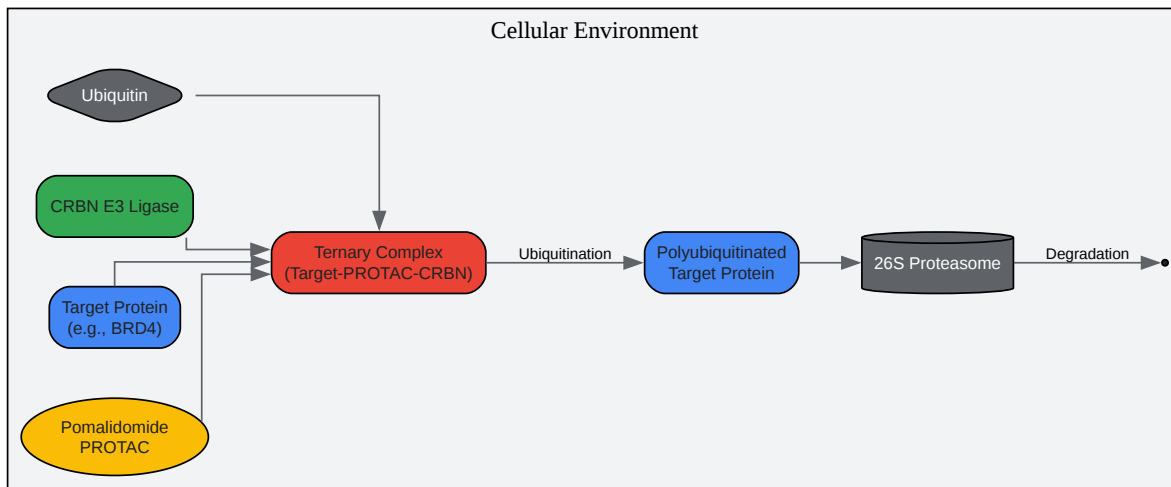 Cellular Environment
Ubiquitin
CRBN E3 Ligase
Target Protein
(e.g., BRD4)
Pomalidomide
PROTAC
Ternary Complex
(Target-PROTAC-CRBN)
Ubiquitination
Polyubiquitinated
Target Protein
26S Proteasome
Degradation